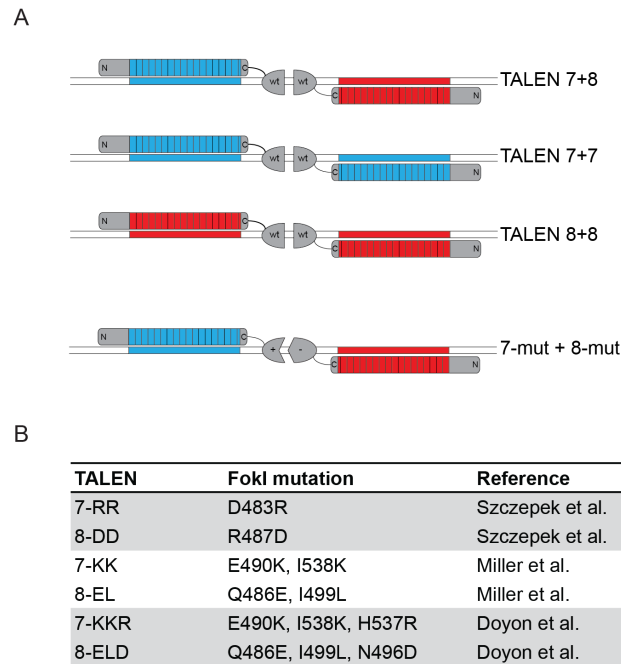 A
N C wt wt C N TALEN 7+8
N C wt wt C N TALEN 7+7
N C wt wt C N TALEN 8+8
N C + - C N 7-mut + 8-mut
B
TALEN FokI mutation Reference
7-RR D483R Szczepek et al.
8-DD R487D Szczepek et al.
7-KK E490K, I538K Miller et al.
8-EL Q486E, I499L Miller et al.
7-KKR E490K, I538K, H537R Doyon et al.
8-ELD Q486E, I499L, N496D Doyon et al.